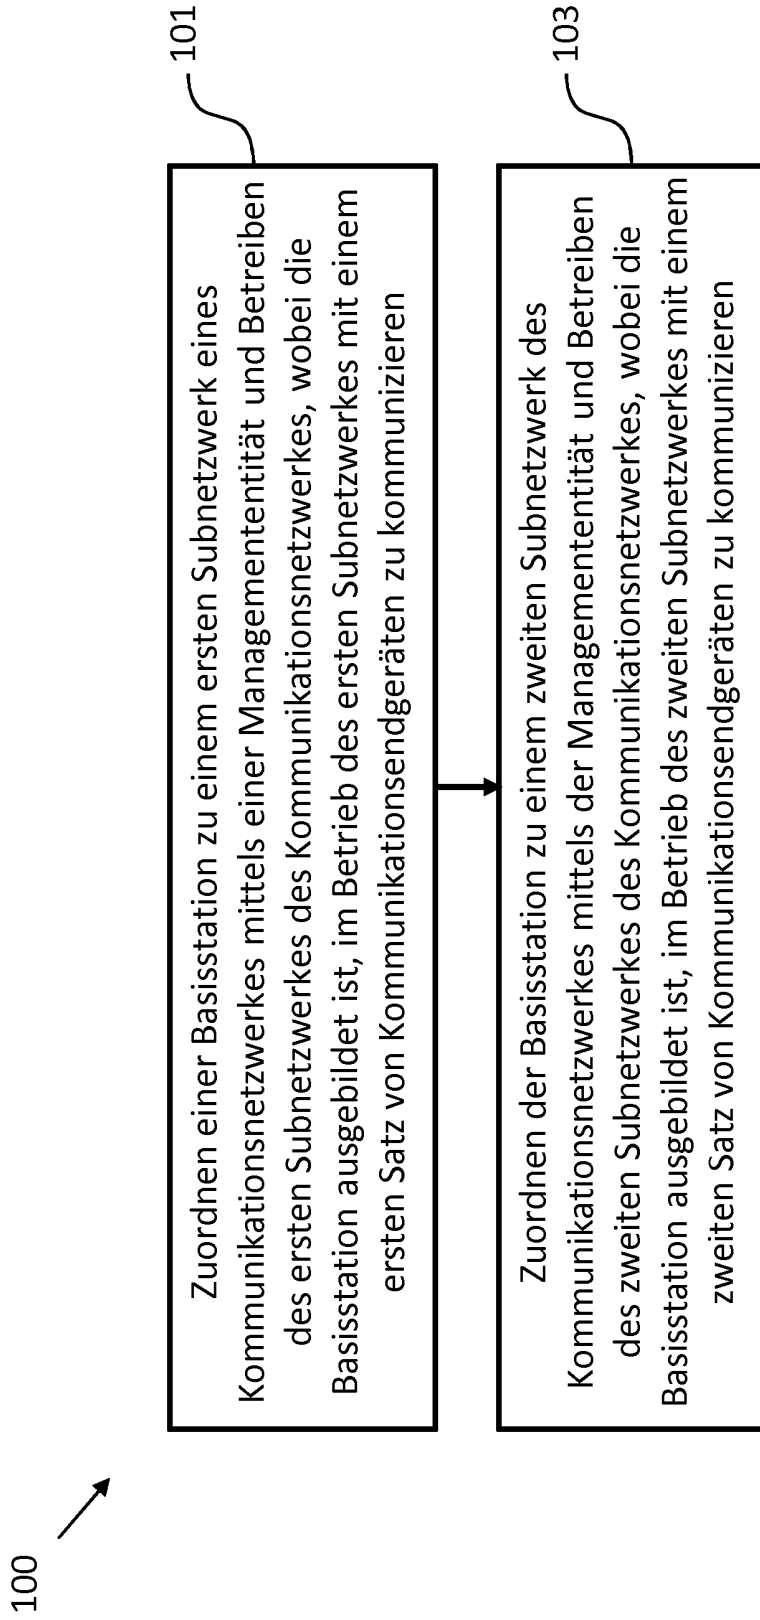 100
101
Zuordnen einer Basisstation zu einem ersten Subnetzwerk eines
Kommunikationsnetzwerkes mittels einer Managemententität und Betreiben
des ersten Subnetzwerkes des Kommunikationsnetzwerkes, wobei die
Basisstation ausgebildet ist, im Betrieb des ersten Subnetzwerkes mit einem
ersten Satz von Kommunikationsendgeräten zu kommunizieren
103
Zuordnen der Basisstation zu einem zweiten Subnetzwerk des
Kommunikationsnetzwerkes mittels der Managemententität und Betreiben
des zweiten Subnetzwerkes des Kommunikationsnetzwerkes, wobei die
Basisstation ausgebildet ist, im Betrieb des zweiten Subnetzwerkes mit einem
zweiten Satz von Kommunikationsendgeräten zu kommunizieren